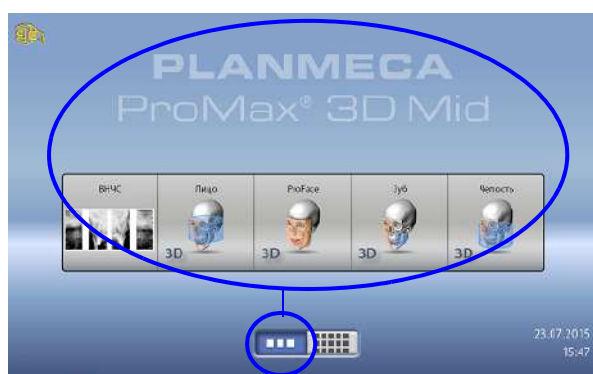 PLANMECA
ProMax® 3D Mid
ВНЧС Лицо ProFace Зуб Челюсть
3D 3D 3D 3D
23.07.2015
15:47